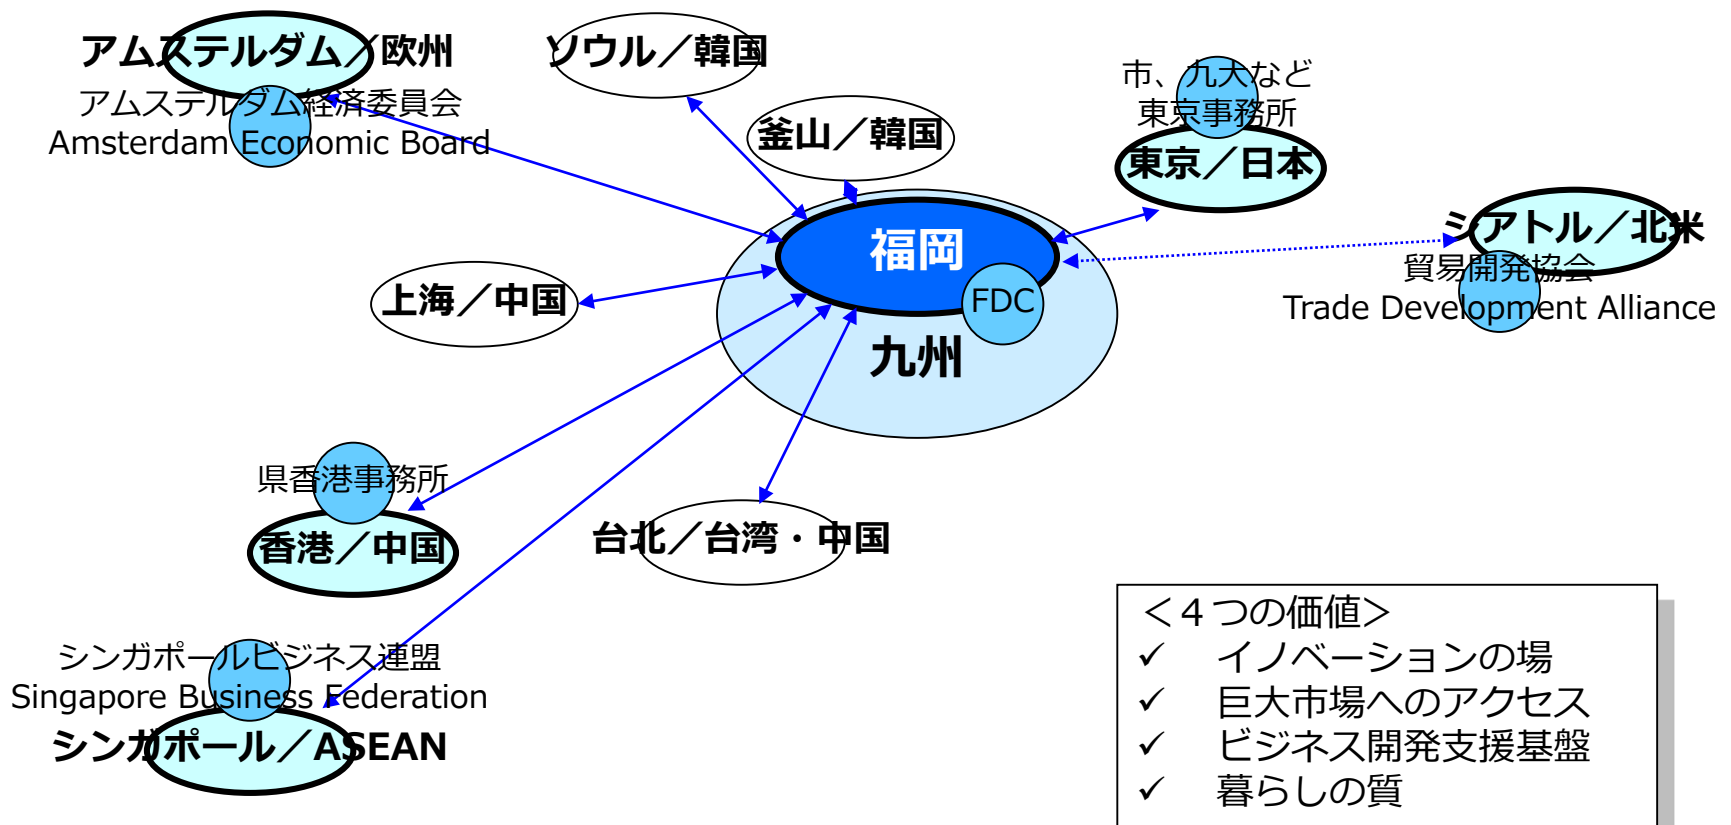 アムステルダム／欧州
アムステルダム経済委員会
Amsterdam Economic Board
ソウル／韓国
釜山／韓国
市、九大など
東京事務所
東京／日本
シアトル／北米
貿易開発協会
Trade Development Alliance
福岡
FDC
九州
上海／中国
県香港事務所
香港／中国
台北／台湾・中国
シンガポールビジネス連盟
Singapore Business Federation
シンガポール／ASEAN
＜４つの価値＞
✓ イノベーションの場
✓ 巨大市場へのアクセス
✓ ビジネス開発支援基盤
✓ 暮らしの質